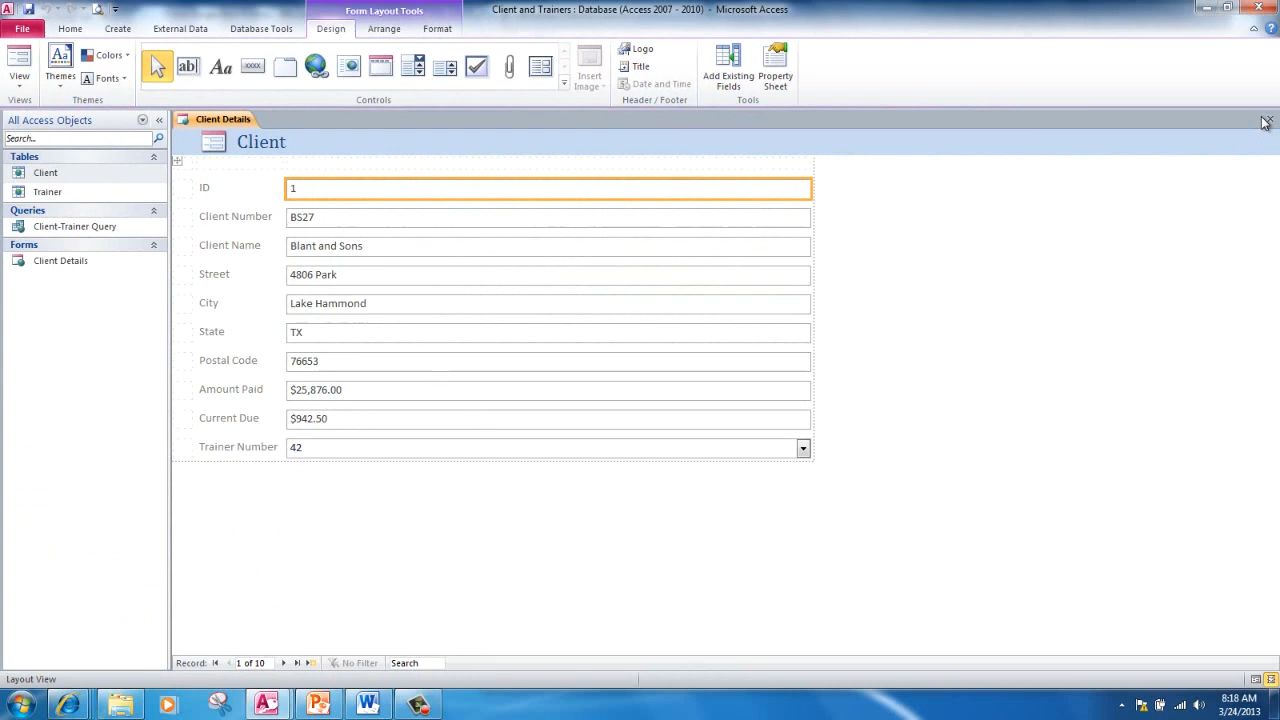 Form Layout Tools
Client and Trainers : Database (Access 2007 - 2010) - Microsoft Access
File Home Create External Data Database Tools Design Arrange Format
View
Themes
Colors
Fonts
ab|
Aa
xxxx
Insert Image
Logo
Title
Date and Time
Add Existing Fields
Property Sheet
Views Themes Controls Header / Footer Tools
All Access Objects
Search...
Tables
Client
Trainer
Queries
Client-Trainer Query
Forms
Client Details
Client Details
Client
ID 1
Client Number BS27
Client Name Blant and Sons
Street 4806 Park
City Lake Hammond
State TX
Postal Code 76653
Amount Paid $25,876.00
Current Due $942.50
Trainer Number 42
Record: 1 of 10 No Filter Search
Layout View
8:18 AM
3/24/2013